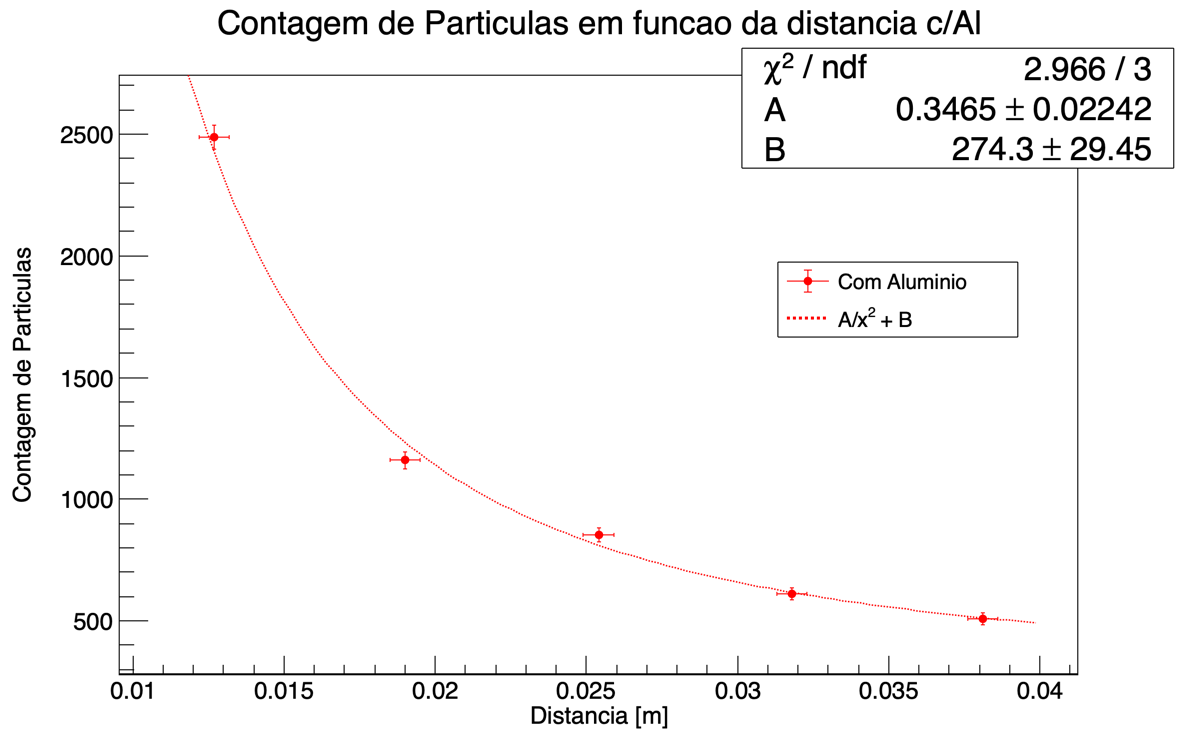 Contagem de Particulas em funcao da distancia c/Al
χ² / ndf 2.966 / 3
A 0.3465 ± 0.02242
B 274.3 ± 29.45
Com Aluminio
A/x² + B
Contagem de Particulas
2500
2000
1500
1000
500
0.01 0.015 0.02 0.025 0.03 0.035 0.04
Distancia [m]